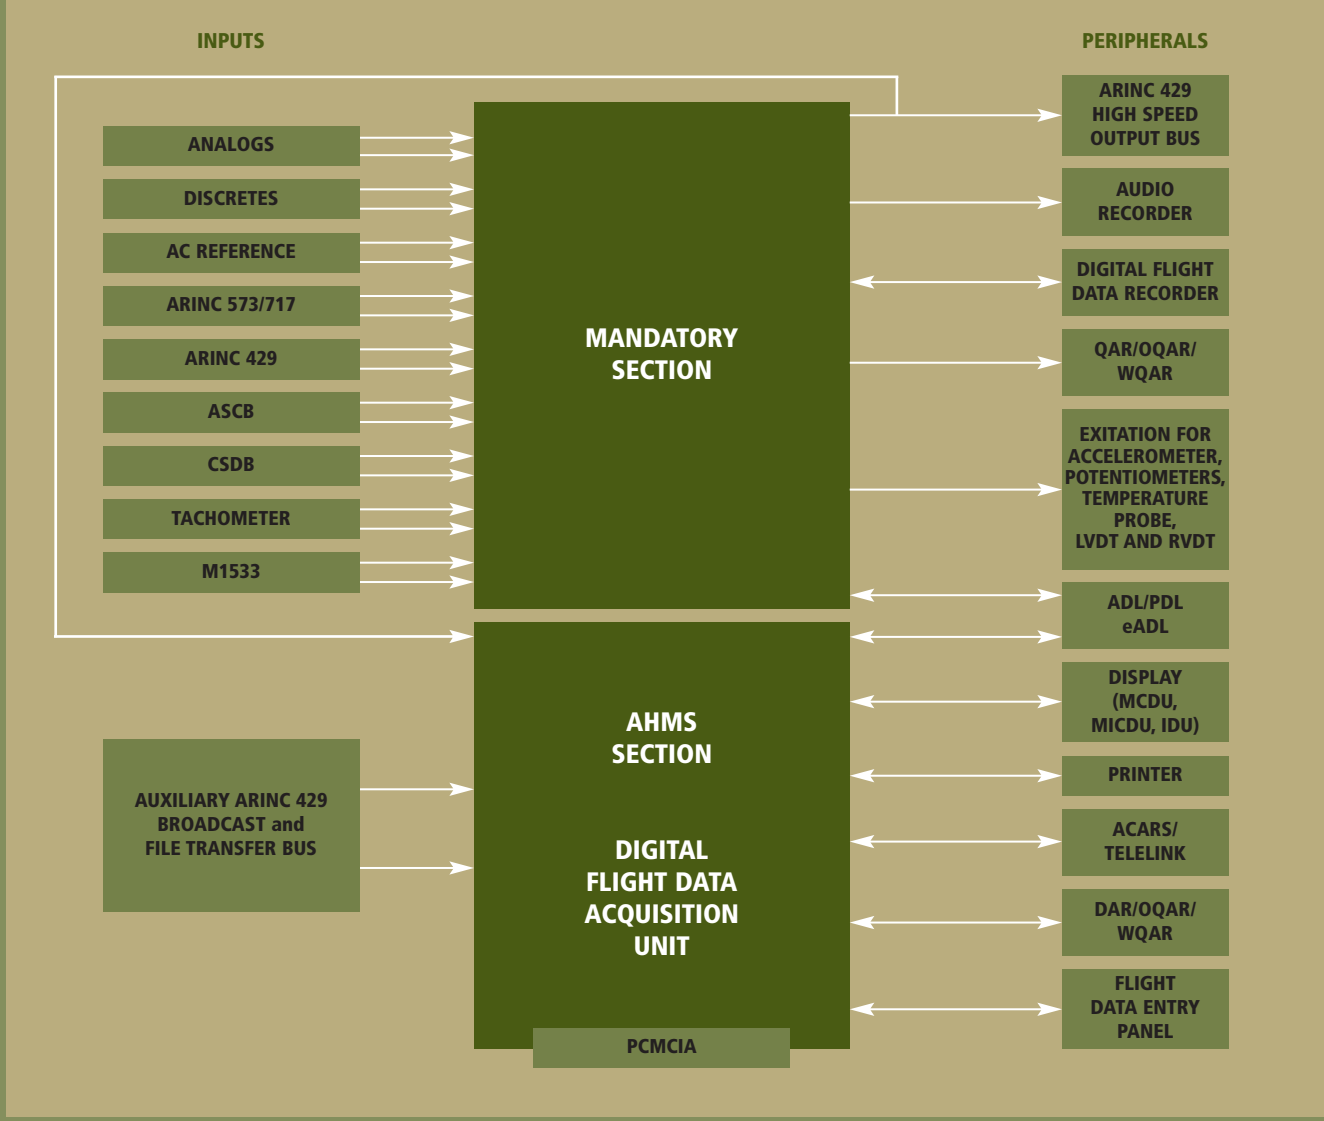 INPUTS
PERIPHERALS
ANALOGS
DISCRETES
AC REFERENCE
ARINC 573/717
ARINC 429
ASCB
CSDB
TACHOMETER
M1533
AUXILIARY ARINC 429
BROADCAST and
FILE TRANSFER BUS
MANDATORY
SECTION
AHMS
SECTION
DIGITAL
FLIGHT DATA
ACQUISITION
UNIT
PCMCIA
ARINC 429
HIGH SPEED
OUTPUT BUS
AUDIO
RECORDER
DIGITAL FLIGHT
DATA RECORDER
QAR/OQAR/
WQAR
EXITATION FOR
ACCELEROMETER,
POTENTIOMETERS,
TEMPERATURE
PROBE,
LVDT AND RVDT
ADL/PDL
eADL
DISPLAY
(MCDU,
MICDU, IDU)
PRINTER
ACARS/
TELELINK
DAR/OQAR/
WQAR
FLIGHT
DATA ENTRY
PANEL